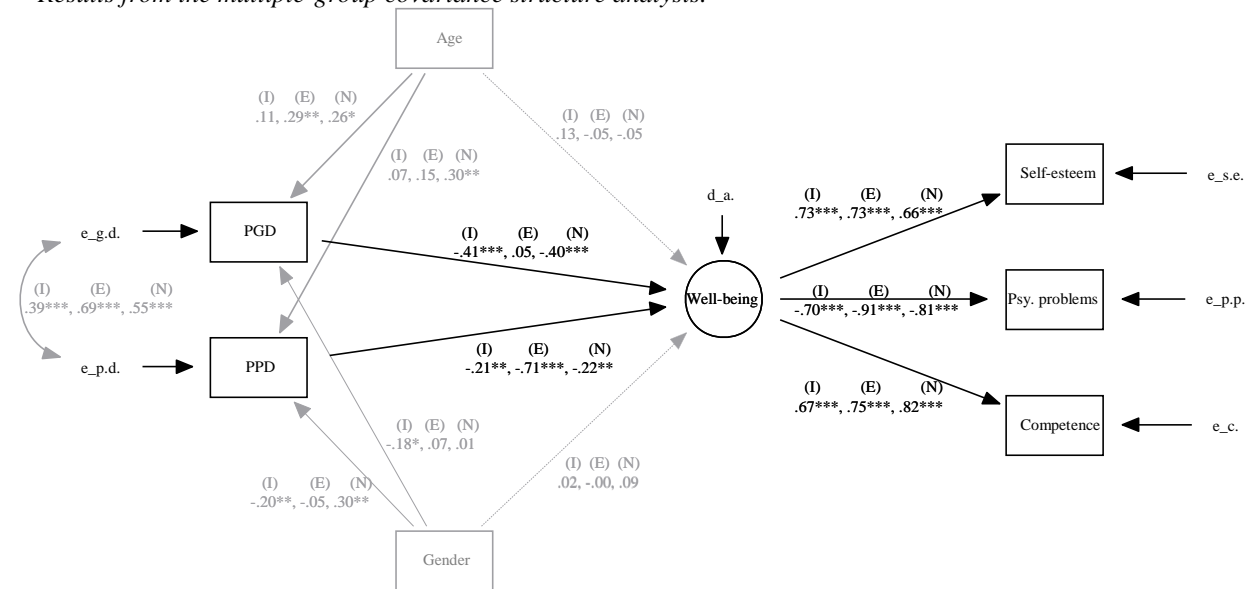 Results from the multiple-group covariance structure analysis.
Age
(I) (E) (N)
.11, .29**, .26*
(I) (E) (N)
.13, -.05, -.05
(I) (E) (N)
.07, .15, .30**
Self-esteem
e_s.e.
d_a.
(I) (E) (N)
.73***, .73***, .66***
PGD
e_g.d.
(I) (E) (N)
-.41***, .05, -.40***
(I) (E) (N)
.39***, .69***, .55***
Well-being
(I) (E) (N)
-.70***, -.91***, -.81***
Psy. problems
e_p.p.
(I) (E) (N)
-.21**, -.71***, -.22**
e_p.d.
PPD
(I) (E) (N)
.67***, .75***, .82***
Competence
e_c.
(I) (E) (N)
-.18*, .07, .01
(I) (E) (N)
.02, -.00, .09
(I) (E) (N)
-.20**, -.05, .30**
Gender